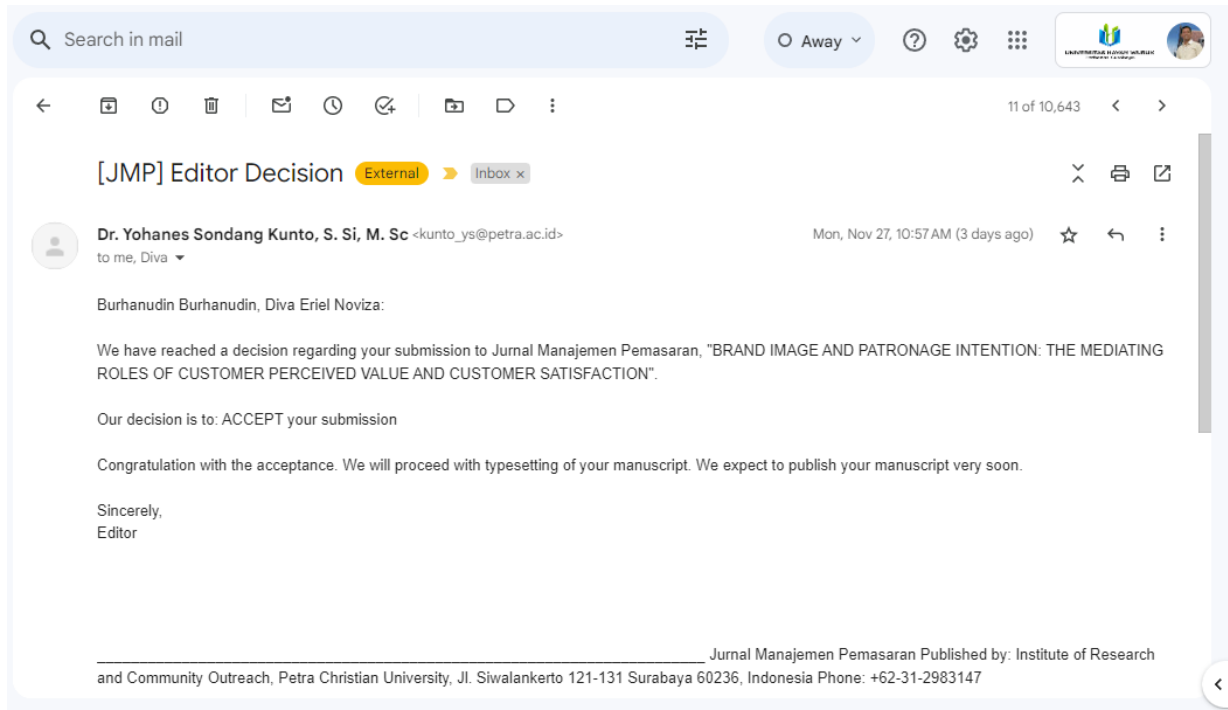 Search in mail
Away
UNIVERSITAS HAYAM WURUK
11 of 10,643
[JMP] Editor Decision External Inbox x
Dr. Yohanes Sondang Kunto, S. Si, M. Sc <kunto_ys@petra.ac.id>
Mon, Nov 27, 10:57 AM (3 days ago)
to me, Diva
Burhanudin Burhanudin, Diva Eriel Noviza:
We have reached a decision regarding your submission to Jurnal Manajemen Pemasaran, "BRAND IMAGE AND PATRONAGE INTENTION: THE MEDIATING
ROLES OF CUSTOMER PERCEIVED VALUE AND CUSTOMER SATISFACTION".
Our decision is to: ACCEPT your submission
Congratulation with the acceptance. We will proceed with typesetting of your manuscript. We expect to publish your manuscript very soon.
Sincerely,
Editor
________________________________________________________________________ Jurnal Manajemen Pemasaran Published by: Institute of Research
and Community Outreach, Petra Christian University, Jl. Siwalankerto 121-131 Surabaya 60236, Indonesia Phone: +62-31-2983147